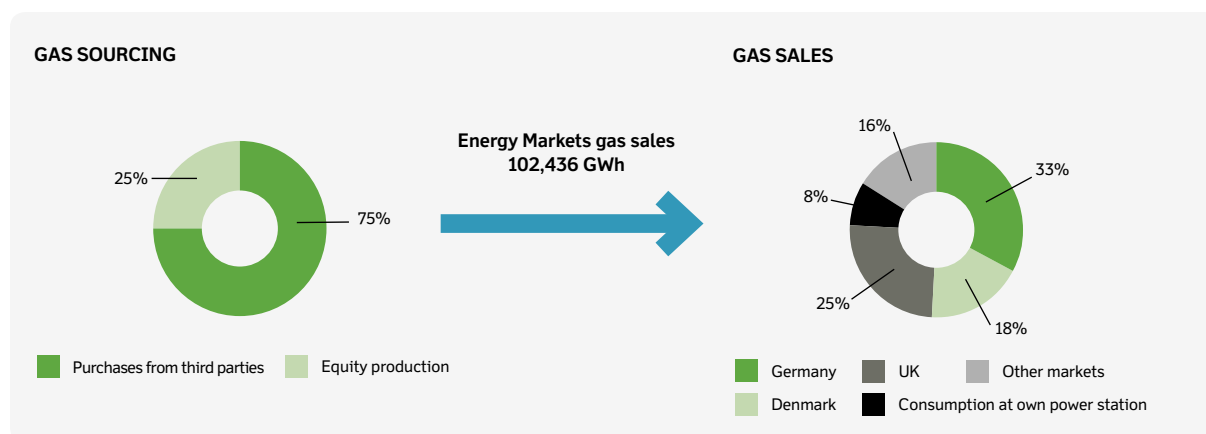 GAS SOURCING
25%
75%
Purchases from third parties
Equity production
Energy Markets gas sales
102,436 GWh
GAS SALES
16%
33%
8%
25%
18%
Germany
UK
Other markets
Denmark
Consumption at own power station